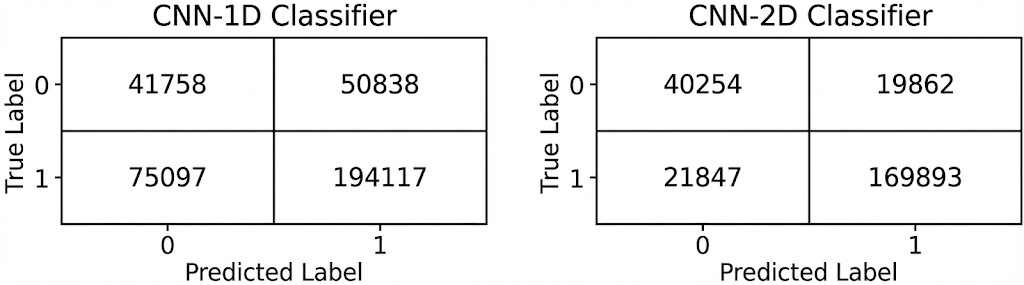 CNN-1D Classifier
True Label
0
41758
50838
1
75097
194117
0
1
Predicted Label
CNN-2D Classifier
True Label
0
40254
19862
1
21847
169893
0
1
Predicted Label